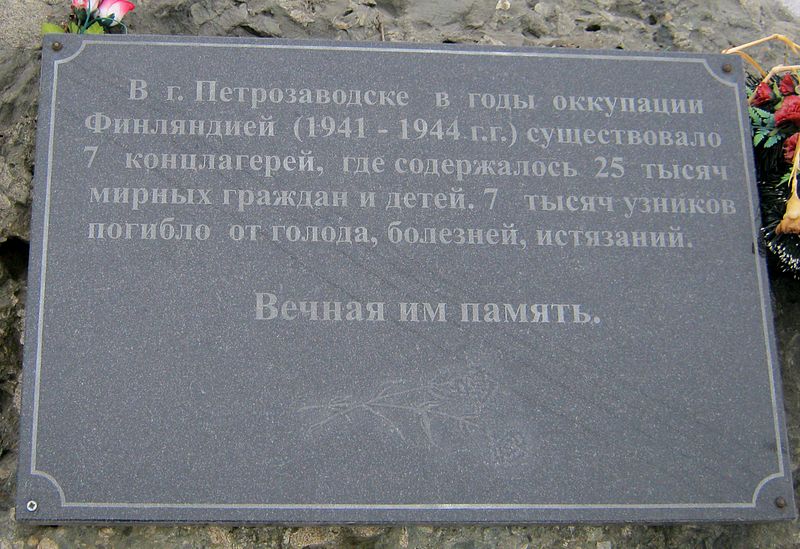 В г. Петрозаводске в годы оккупации
Финляндией (1941 - 1944 г.г.) существовало
7 концлагерей, где содержалось 25 тысяч
мирных граждан и детей. 7 тысяч узников
погибло от голода, болезней, истязаний.
Вечная им память.